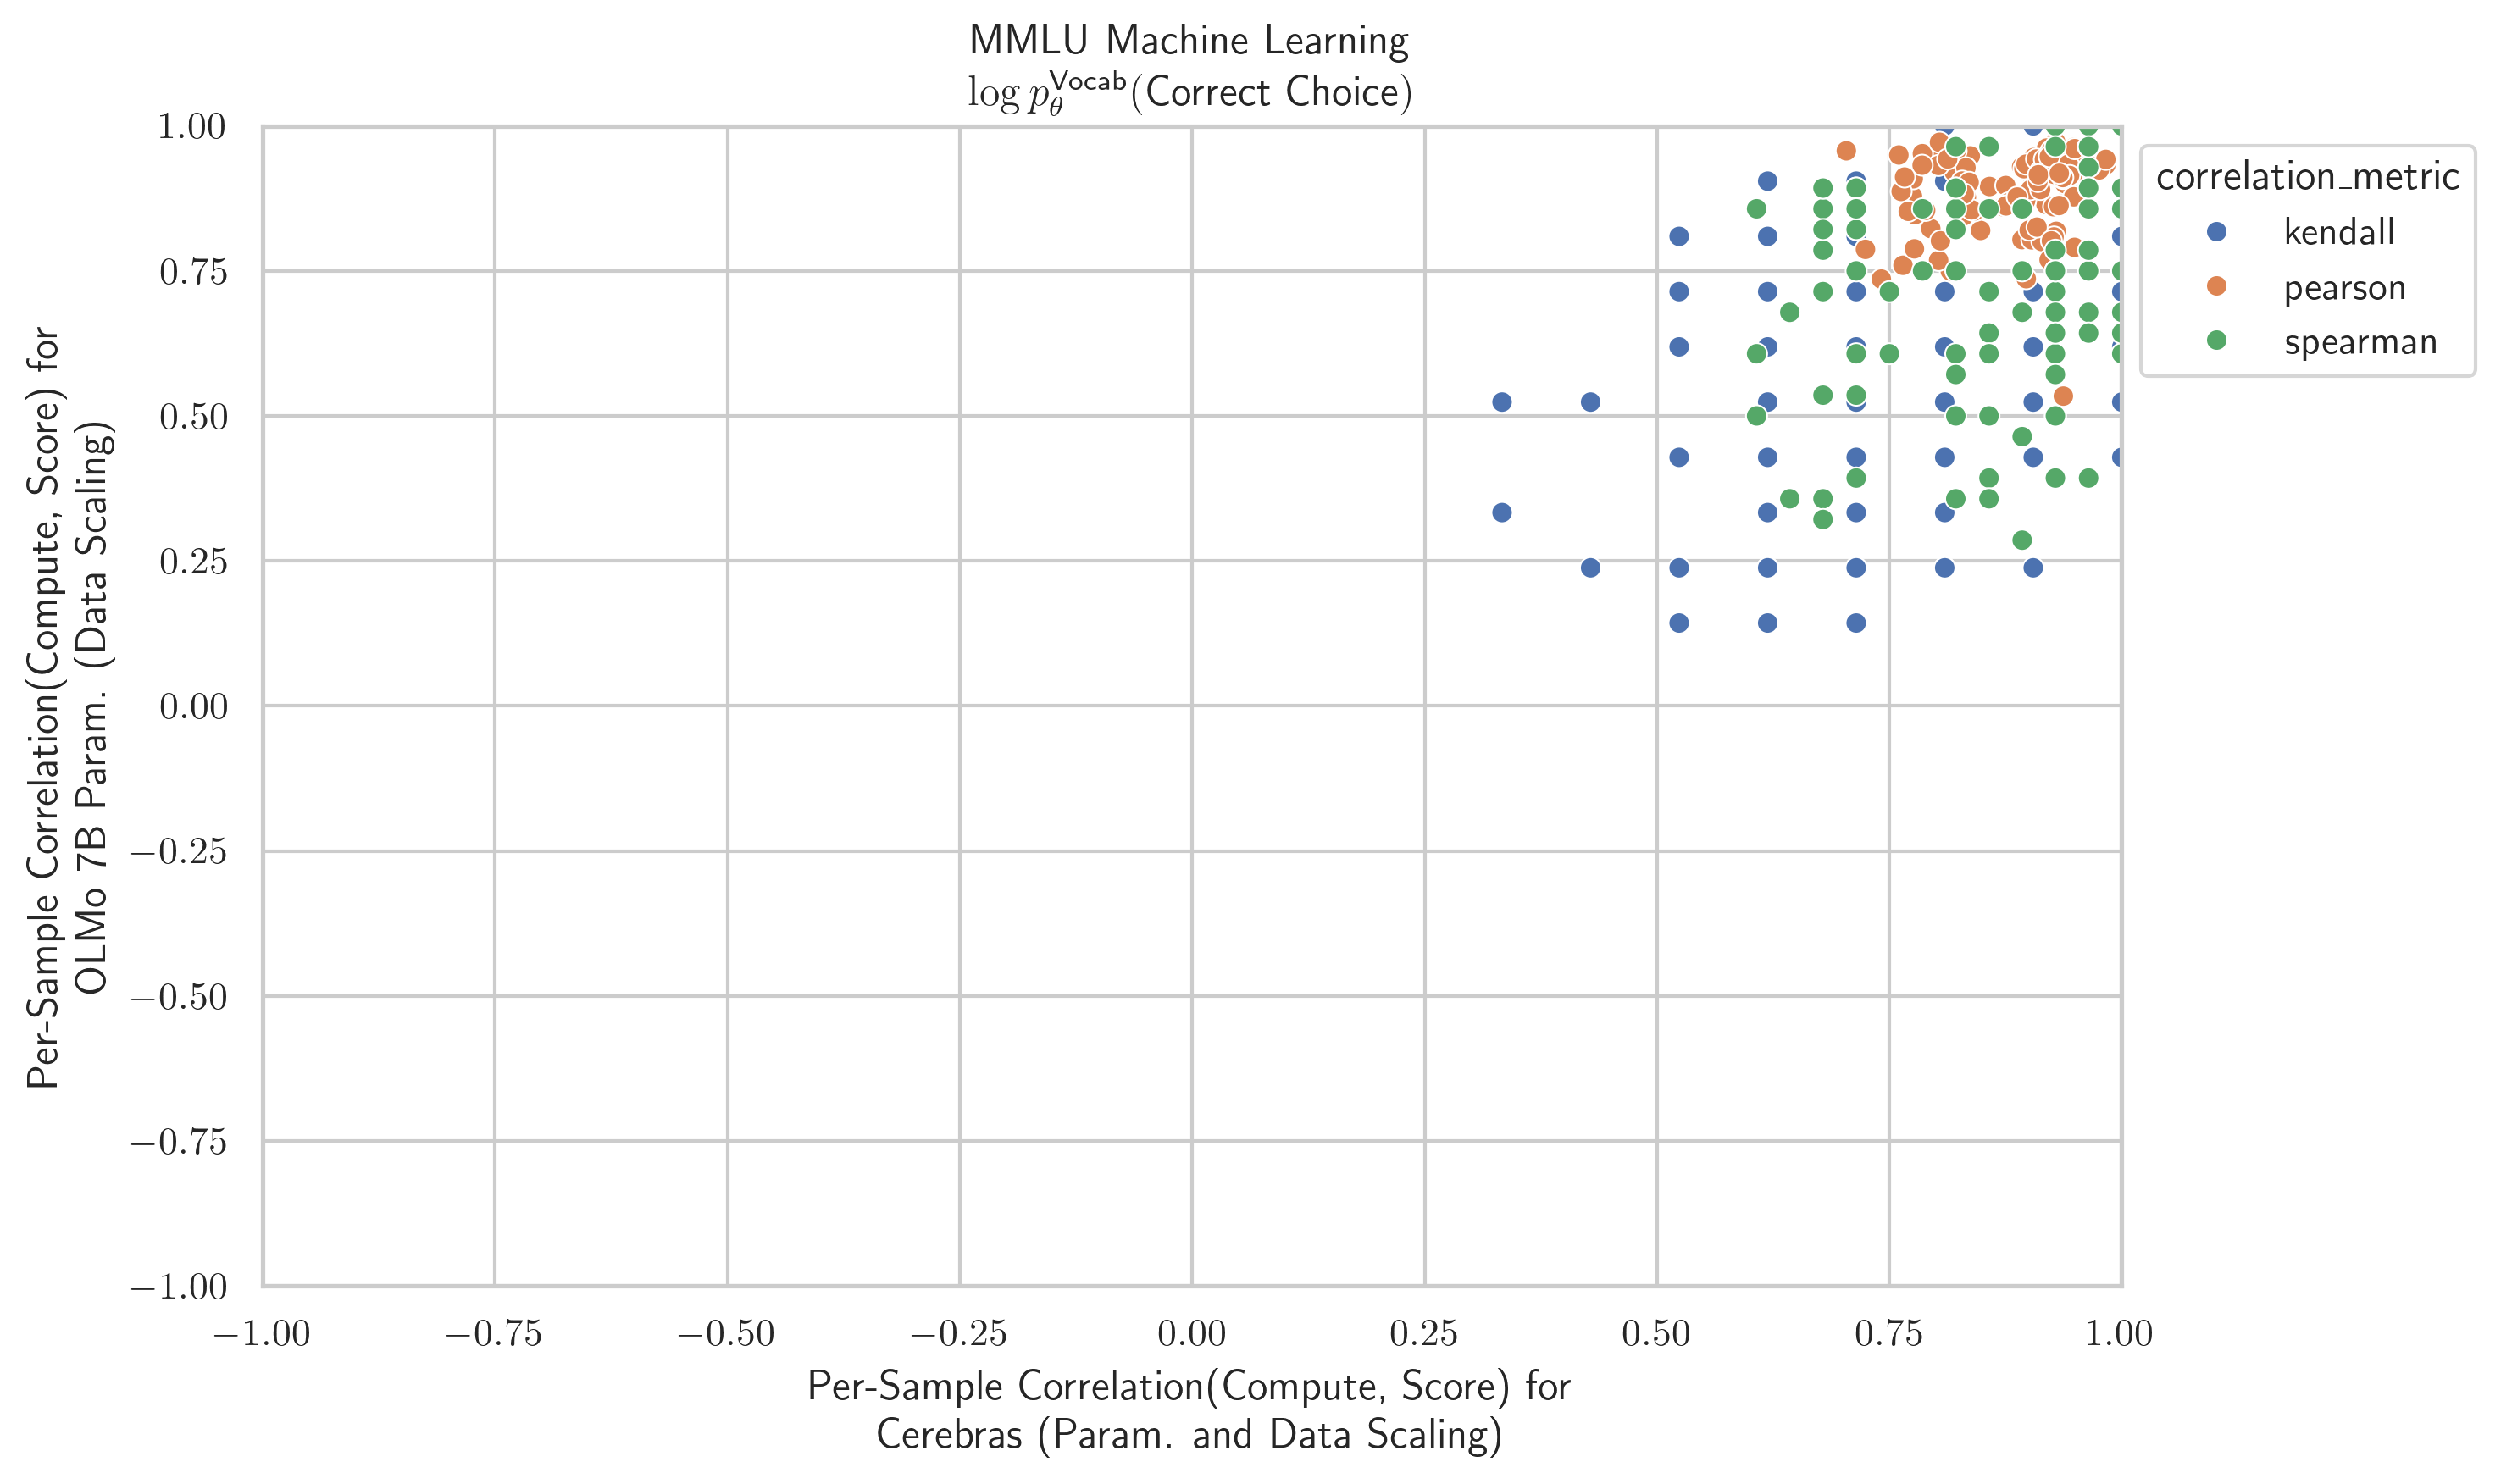 MMLU Machine Learning
log p_θ^Vocab(Correct Choice)
Per-Sample Correlation(Compute, Score) for
OLMo 7B Param. (Data Scaling)
1.00
0.75
0.50
0.25
0.00
−0.25
−0.50
−0.75
−1.00
−1.00 −0.75 −0.50 −0.25 0.00 0.25 0.50 0.75 1.00
Per-Sample Correlation(Compute, Score) for
Cerebras (Param. and Data Scaling)
correlation_metric
kendall
pearson
spearman